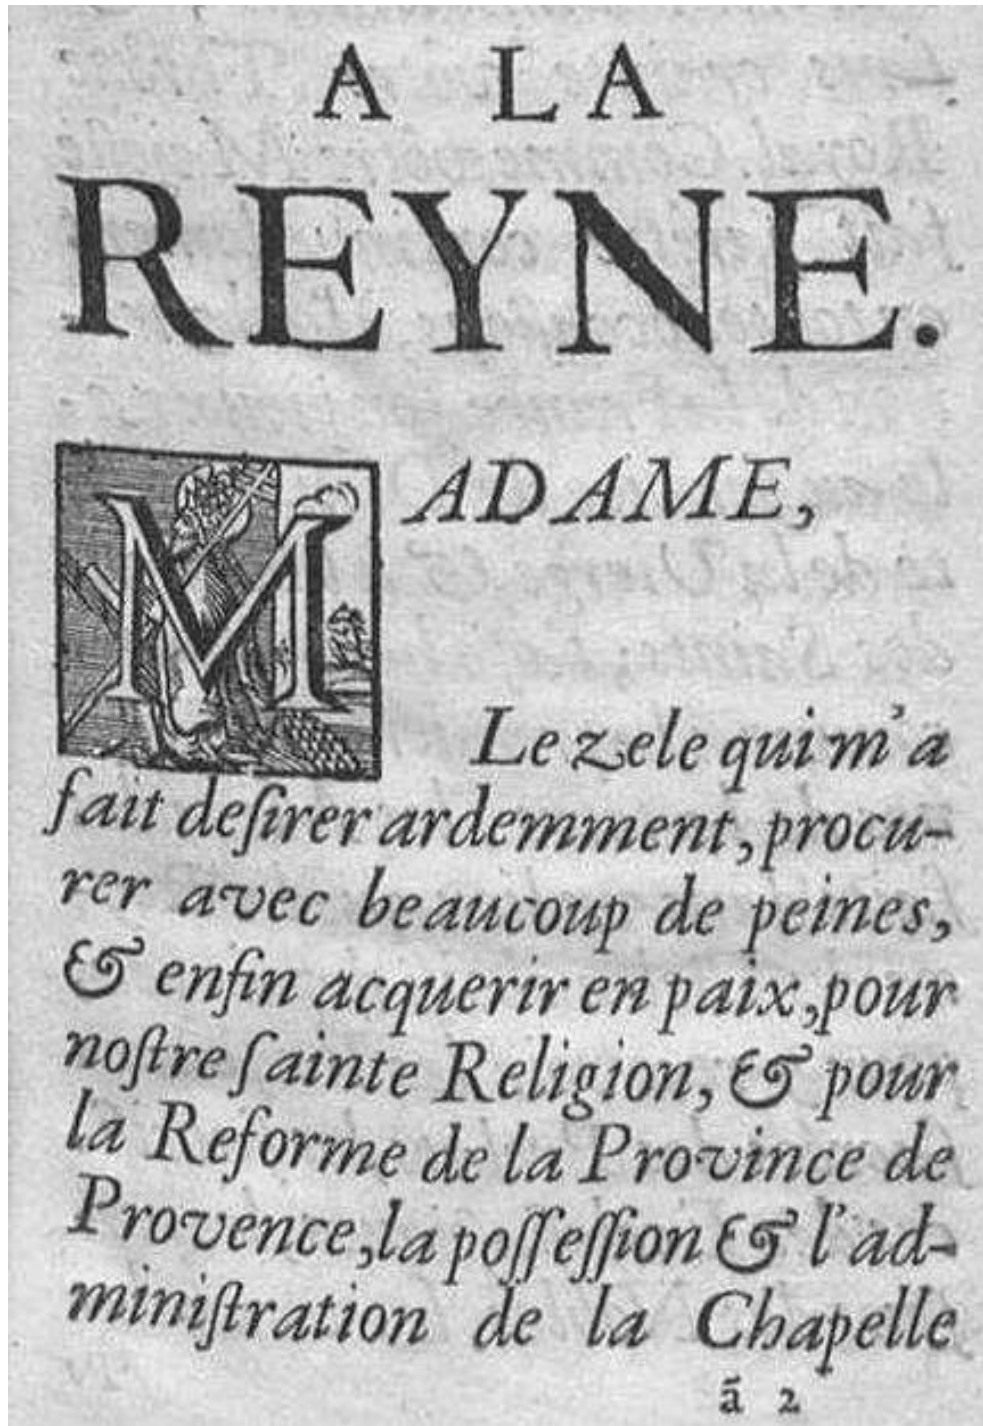 A LA
REYNE.
MADAME,
Le zele qui m'a
fait deſirer ardemment, procu-
rer avec beaucoup de peines,
& enfin acquerir en paix, pour
noſtre ſainte Religion, & pour
la Reforme de la Province de
Provence, la poſſeſſion & l'ad-
miniſtration de la Chapelle
ã 2